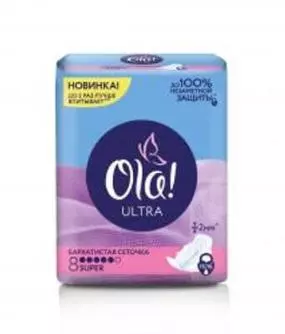 НОВИНКА!
ДО 100%
НЕЗАМЕТНОЙ
ЗАЩИТЫ
ДО 2 РАЗ ЛУЧШЕ
ВПИТЫВАЕТ
Ola!
ULTRA
2мм
БАРХАТИСТАЯ СЕТОЧКА
8
SUPER